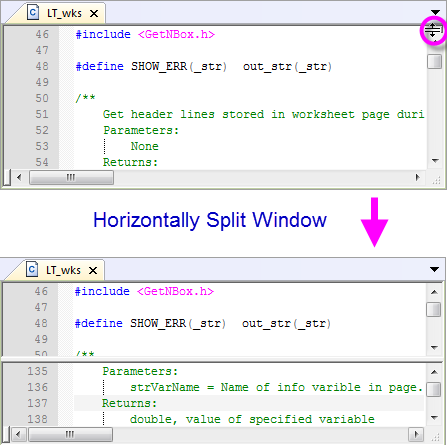 LT_wks
46 #include <GetNBox.h>
47
48 #define SHOW_ERR(_str)  out_str(_str)
49
50 /**
51     Get header lines stored in worksheet page duri
52     Parameters:
53         None
54     Returns:
Horizontally Split Window
LT_wks
46 #include <GetNBox.h>
47
48 #define SHOW_ERR(_str)  out_str(_str)
49
50 /**
135     Parameters:
136         strVarName = Name of info varible in page.
137     Returns:
138         double, value of specified variable